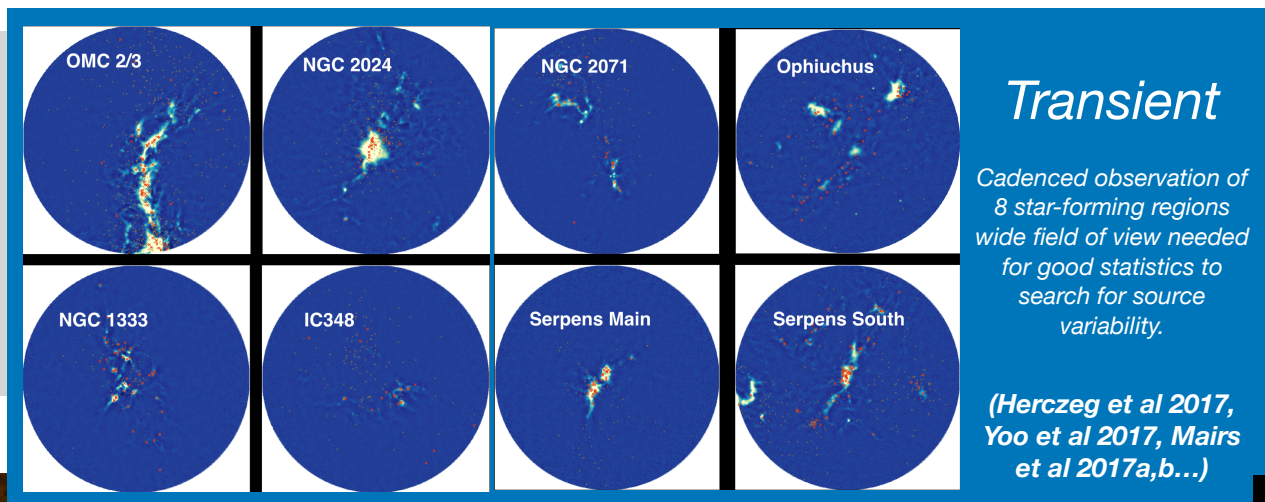 OMC 2/3
NGC 2024
NGC 2071
Ophiuchus
NGC 1333
IC348
Serpens Main
Serpens South
Transient
Cadenced observation of
8 star-forming regions
wide field of view needed
for good statistics to
search for source
variability.
(Herczeg et al 2017,
Yoo et al 2017, Mairs
et al 2017a,b…)